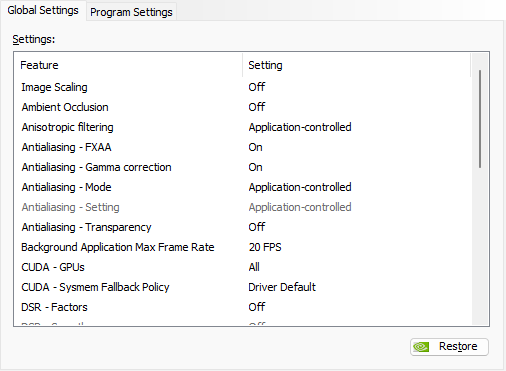 Global Settings Program Settings
Settings:
Feature Setting
Image Scaling Off
Ambient Occlusion Off
Anisotropic filtering Application-controlled
Antialiasing - FXAA On
Antialiasing - Gamma correction On
Antialiasing - Mode Application-controlled
Antialiasing - Setting Application-controlled
Antialiasing - Transparency Off
Background Application Max Frame Rate 20 FPS
CUDA - GPUs All
CUDA - Sysmem Fallback Policy Driver Default
DSR - Factors Off
Restore